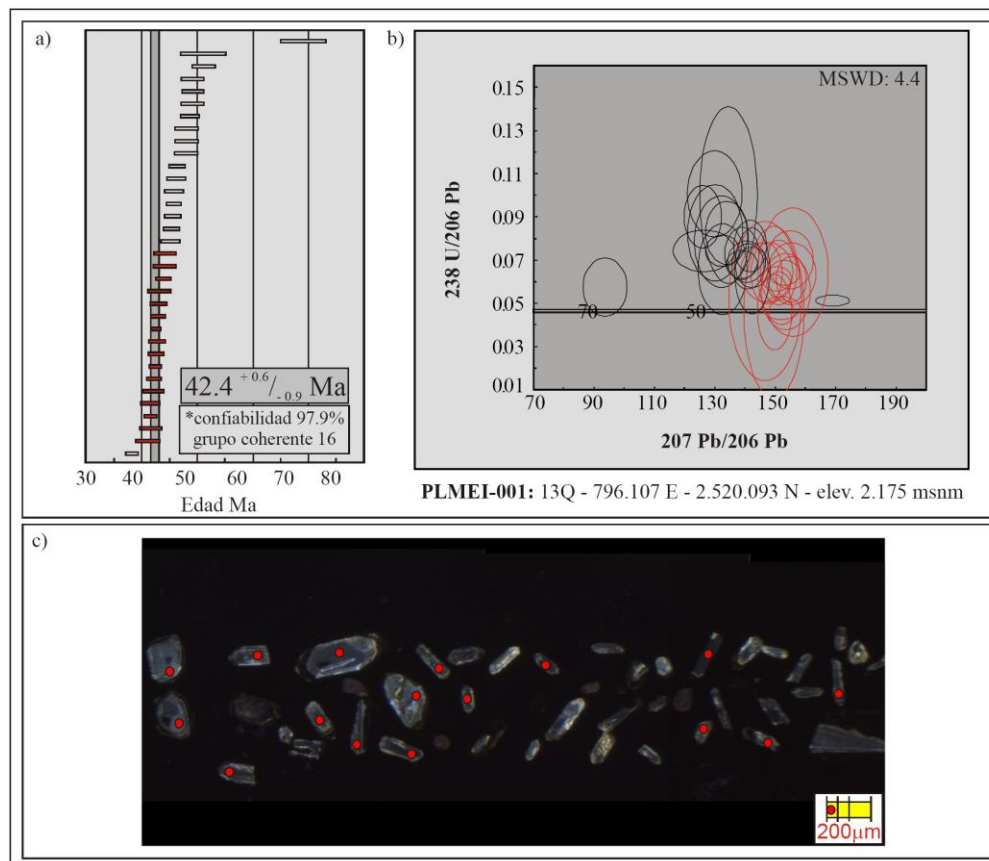 a)
42.4 +0.6/-0.9 Ma
*confiabilidad 97.9%
grupo coherente 16
30 40 50 60 70 80
Edad Ma
b)
MSWD: 4.4
0.15
0.13
0.11
0.09
0.07
0.05
0.03
0.01
238 U/206 Pb
70 50
70 90 110 130 150 170 190
207 Pb/206 Pb
PLMEI-001: 13Q - 796.107 E - 2.520.093 N - elev. 2.175 msnm
c)
200µm